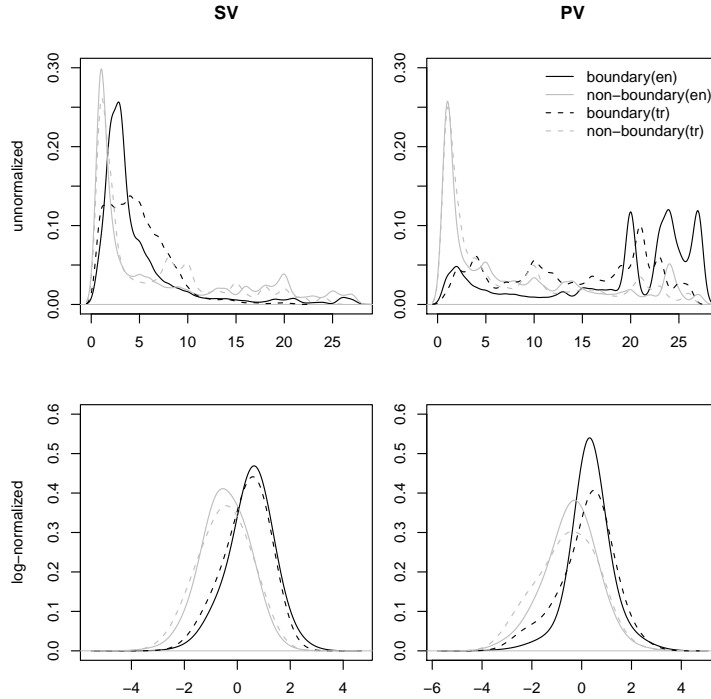 SV
PV
unnormalized
0.00 0.10 0.20 0.30
0 5 10 15 20 25
0.00 0.10 0.20 0.30
0 5 10 15 20 25
boundary(en)
non−boundary(en)
boundary(tr)
non−boundary(tr)
log−normalized
0.0 0.1 0.2 0.3 0.4 0.5 0.6
−4 −2 0 2 4
0.0 0.1 0.2 0.3 0.4 0.5 0.6
−6 −4 −2 0 2 4